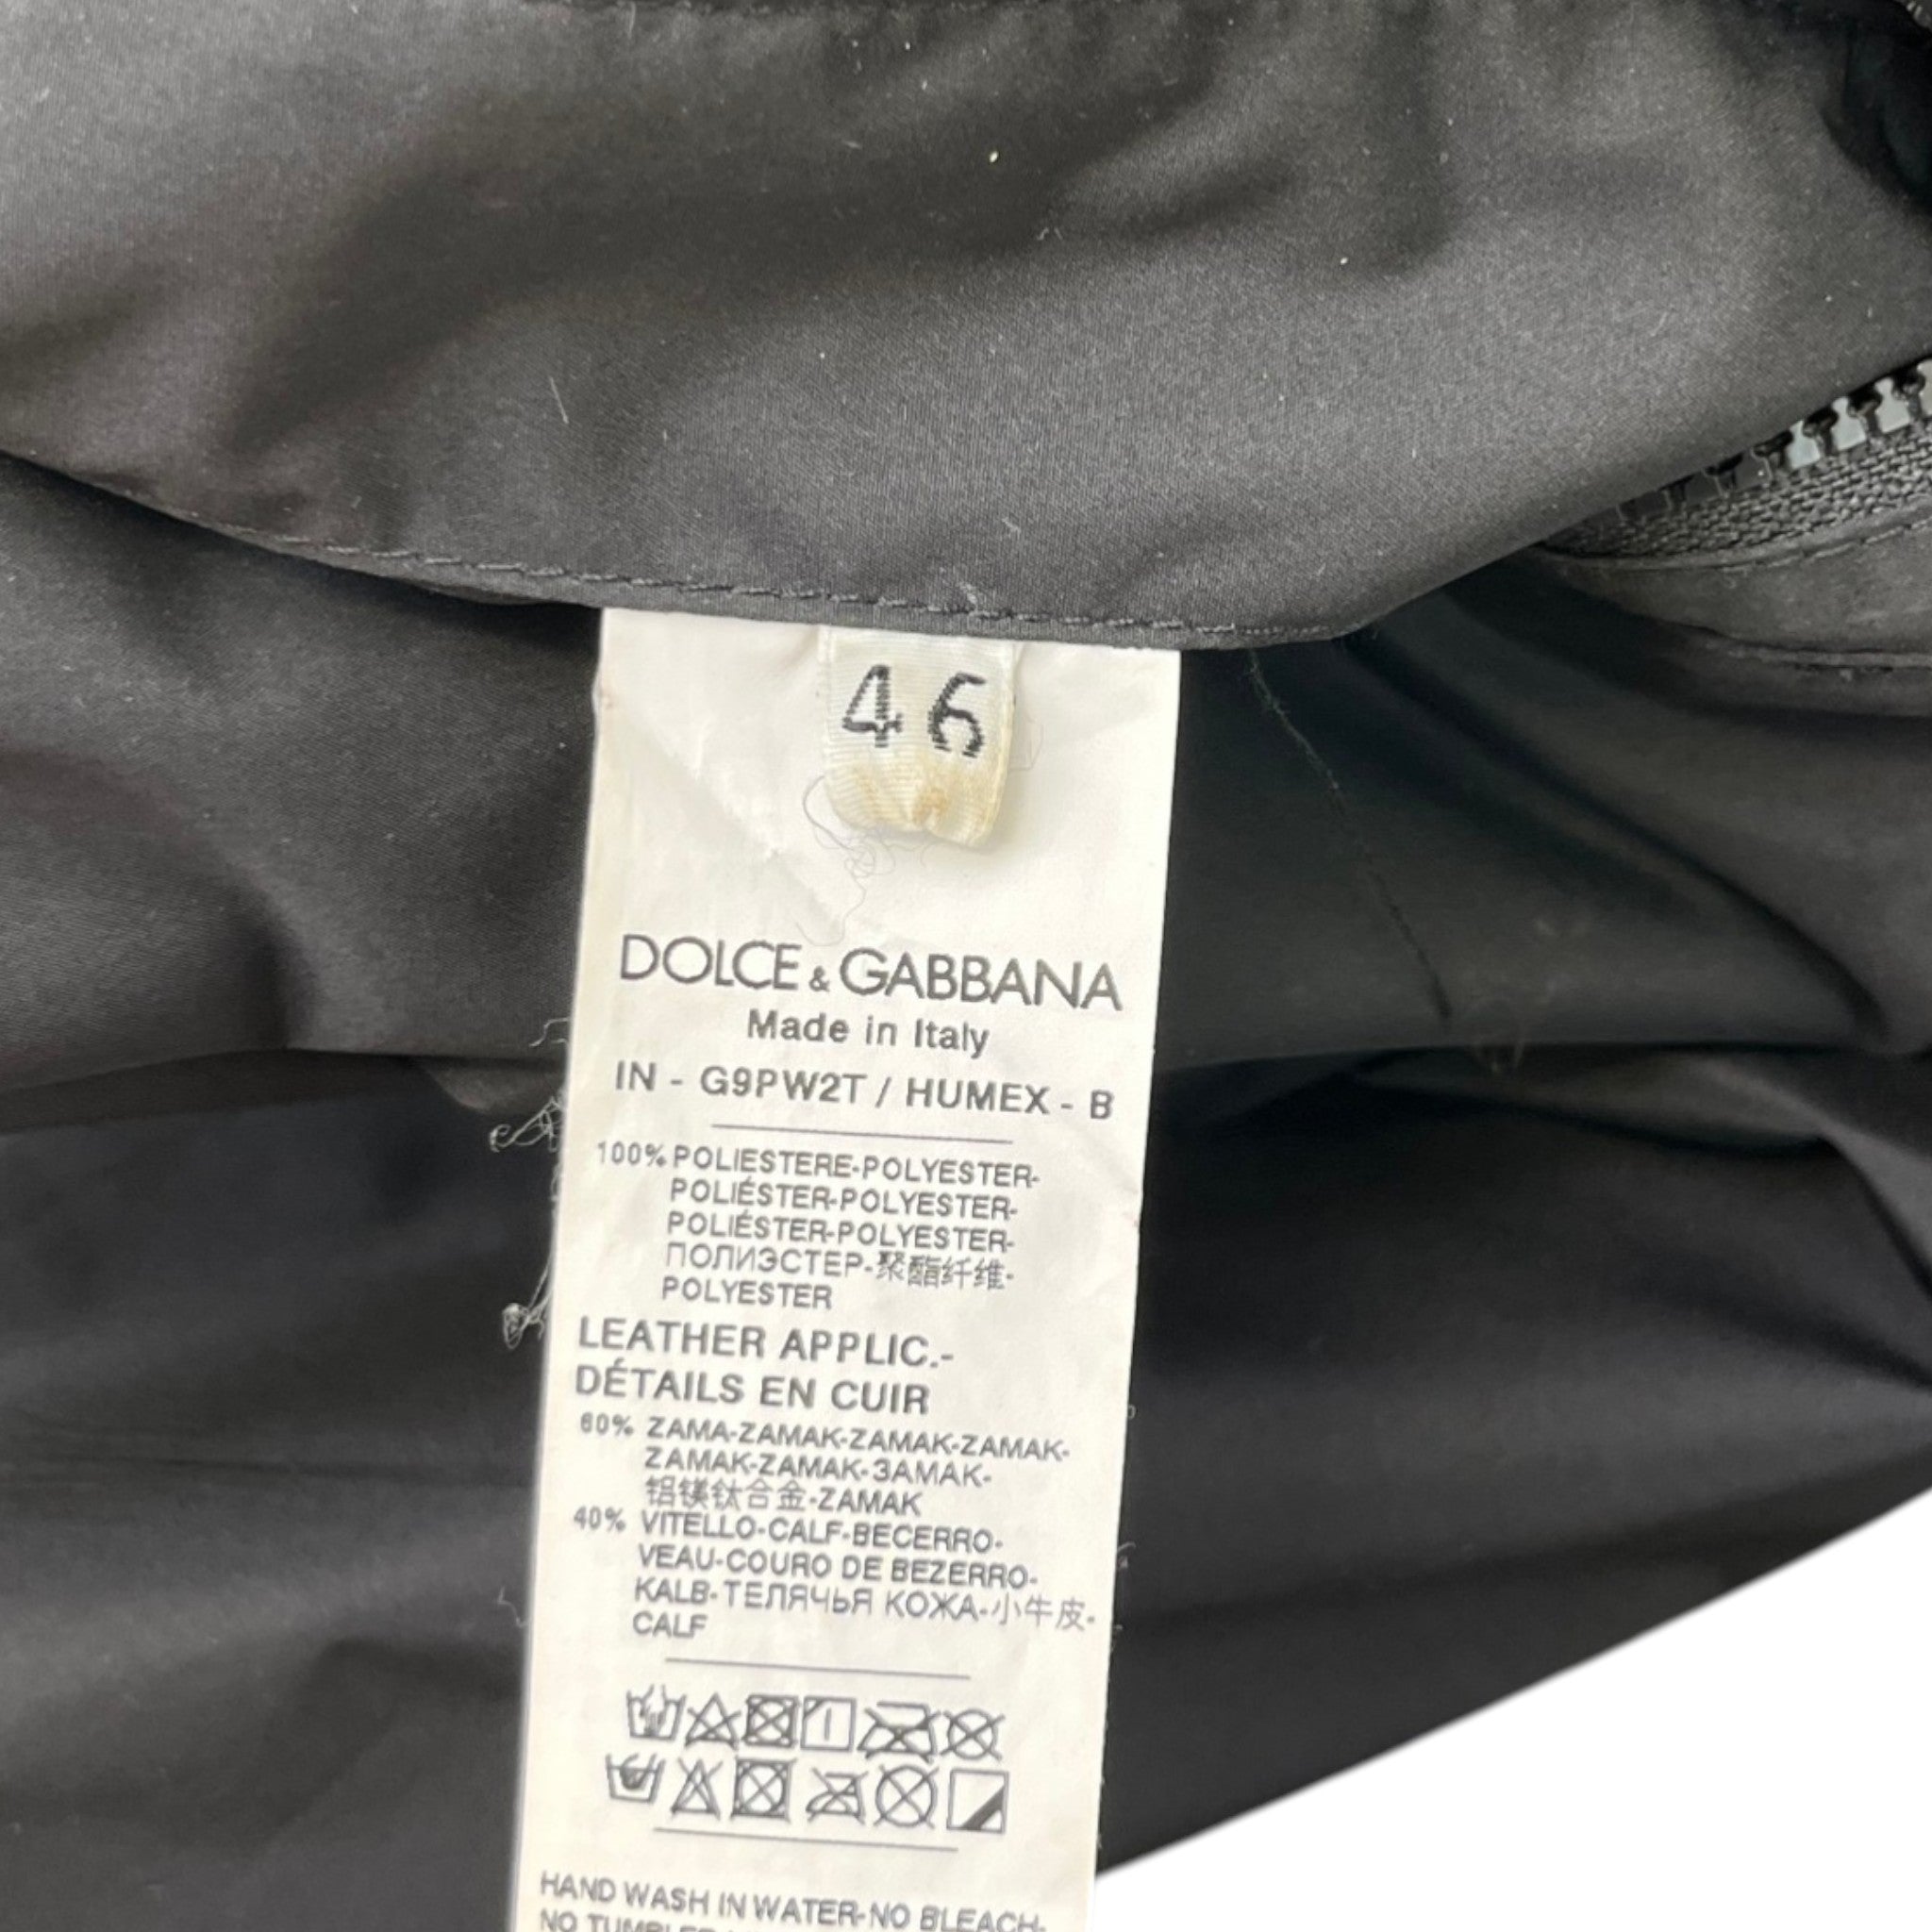 46
DOLCE & GABBANA
Made in Italy
IN - G9PW2T / HUMEX - B
100% POLIESTERE-POLYESTER-
POLIÉSTER-POLYESTER-
POLIÉSTER-POLYESTER-
ПОЛИЭСТЕР-聚酯纤维-
POLYESTER
LEATHER APPLIC.-
DÉTAILS EN CUIR
60% ZAMA-ZAMAK-ZAMAK-ZAMAK-
ZAMAK-ZAMAK-ЗАМАК-
铝镁钛合金-ZAMAK
40% VITELLO-CALF-BECERRO-
VEAU-COURO DE BEZERRO-
KALB-ТЕЛЯЧЬЯ КОЖА-小牛皮-
CALF
HAND WASH IN WATER-NO BLEACH-
NO TUMBLE